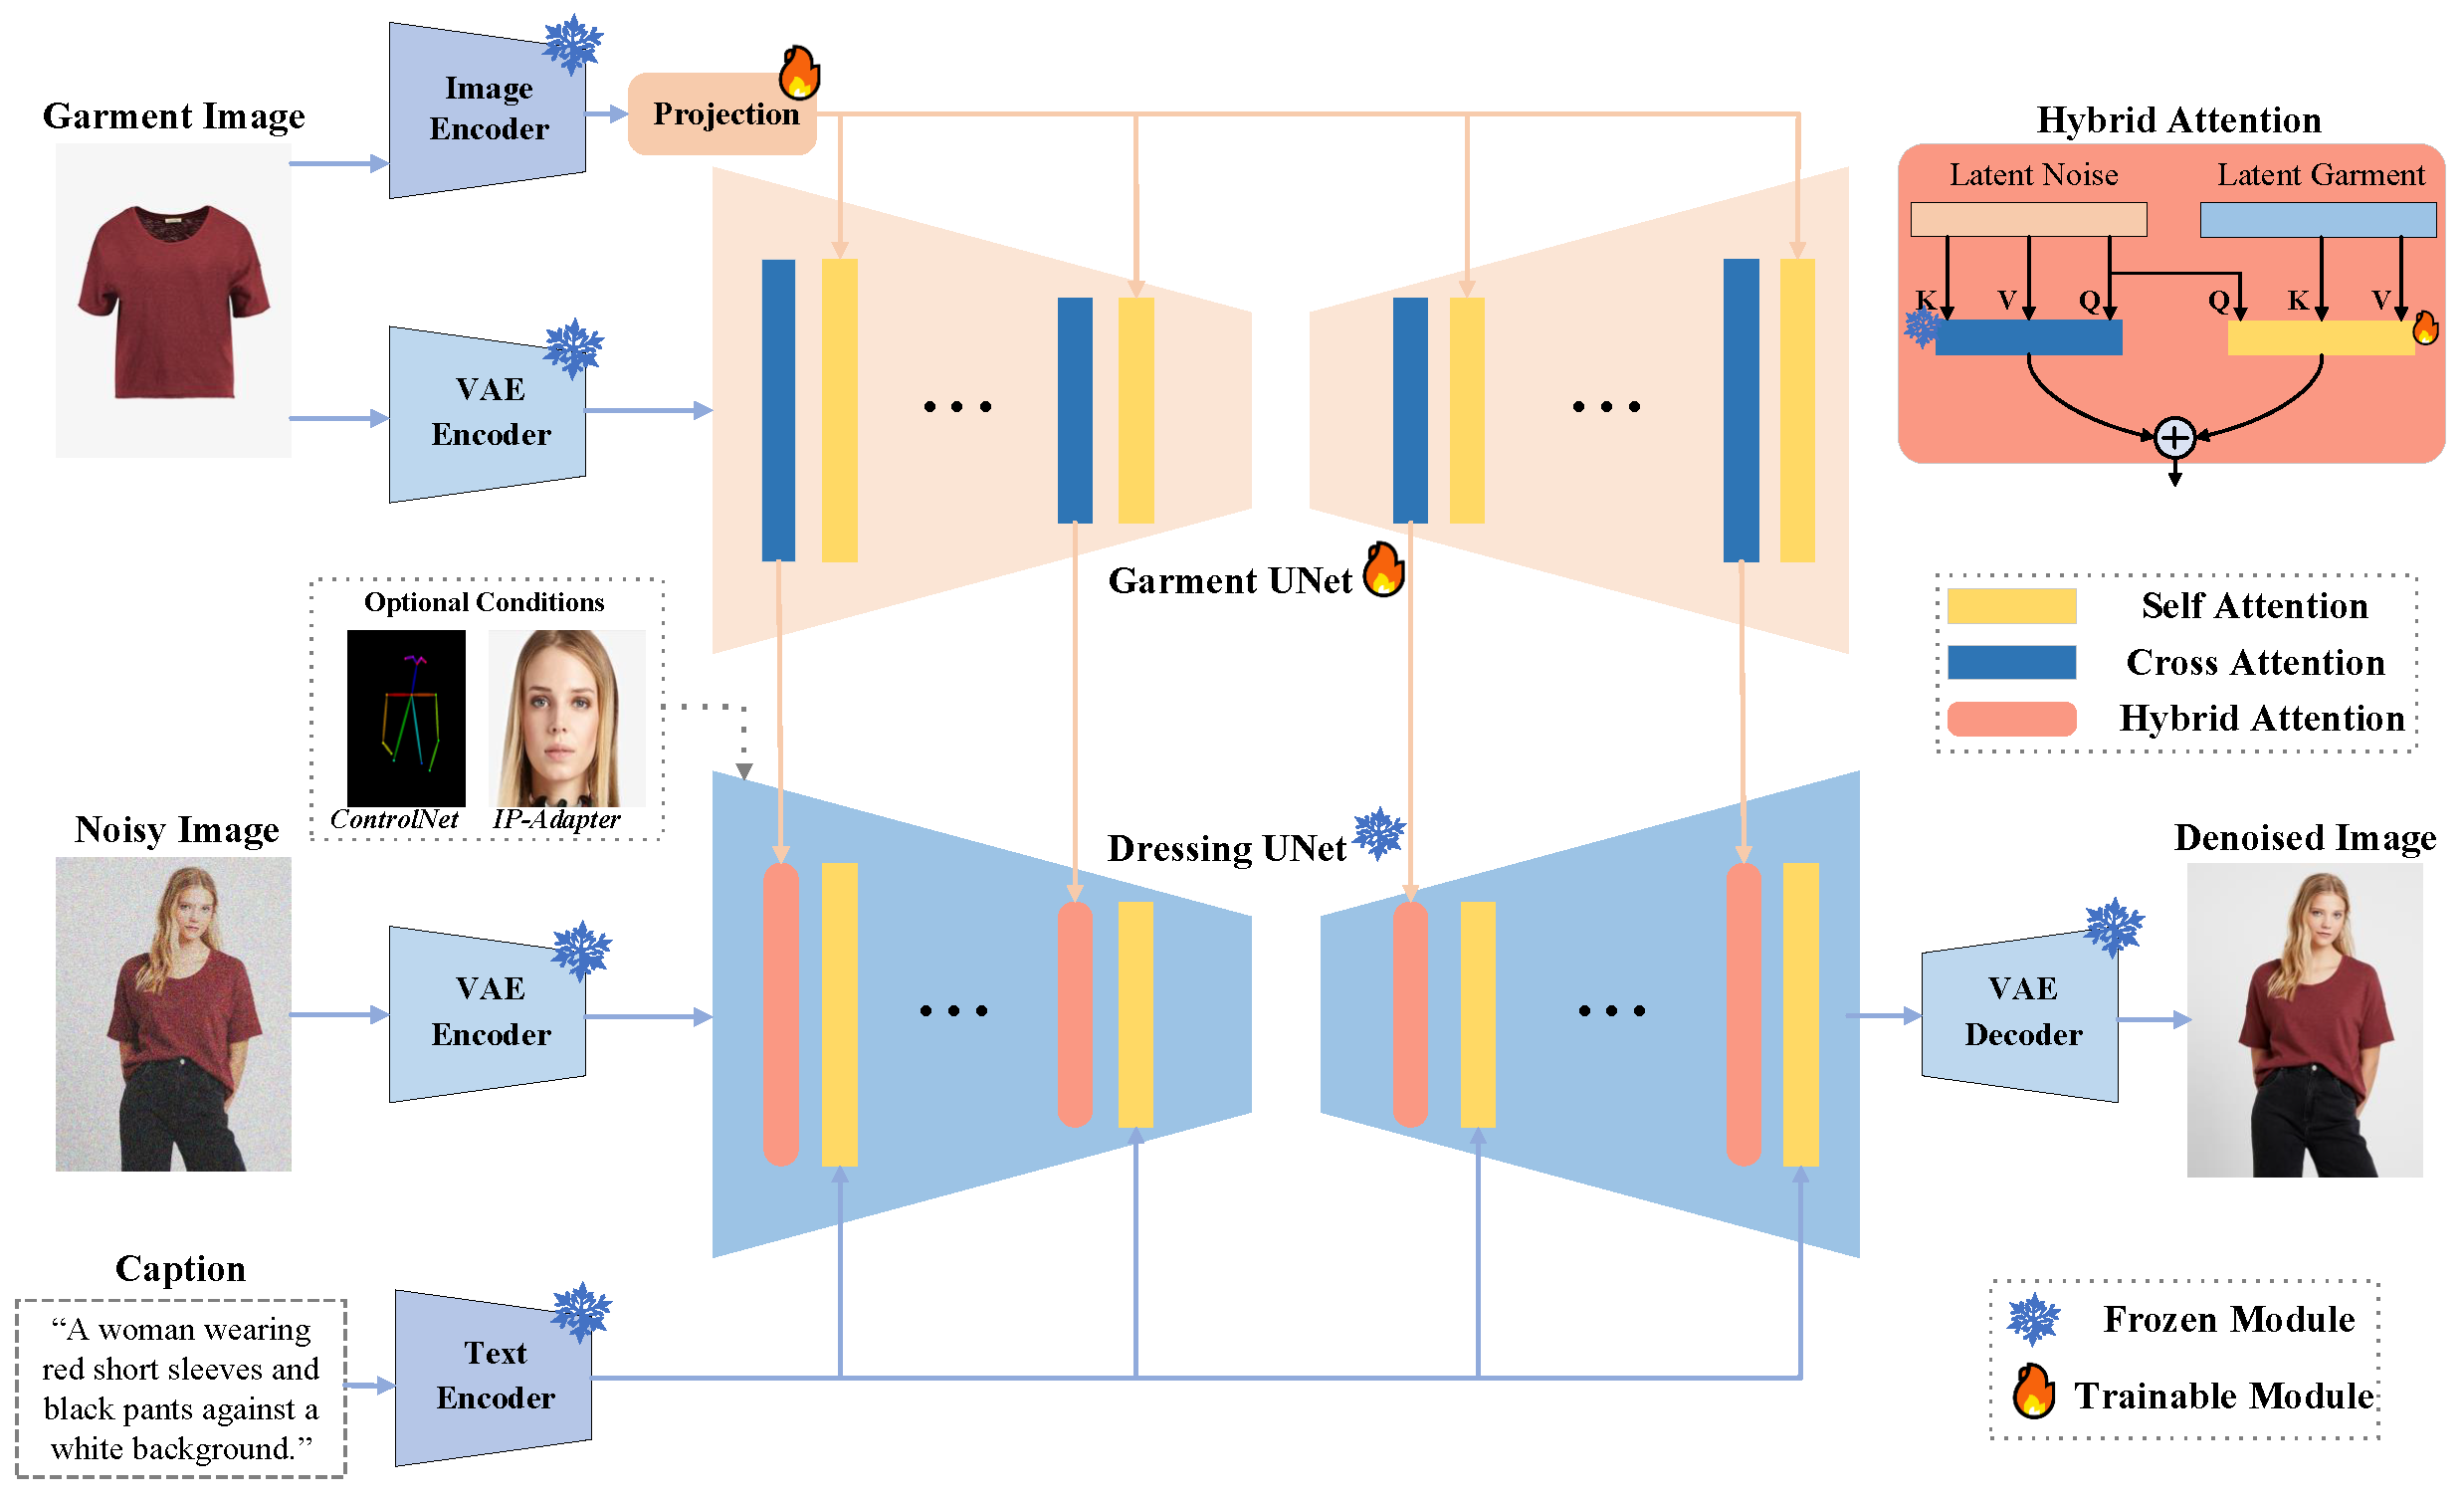 Garment Image
Image
Encoder
Projection
VAE
Encoder
Hybrid Attention
Latent Noise
Latent Garment
K
V
Q
Q
K
V
Garment UNet
Optional Conditions
ControlNet
IP-Adapter
Self Attention
Cross Attention
Hybrid Attention
Noisy Image
VAE
Encoder
Dressing UNet
Denoised Image
VAE
Decoder
Caption
“A woman wearing
red short sleeves and
black pants against a
white background.”
Text
Encoder
Frozen Module
Trainable Module